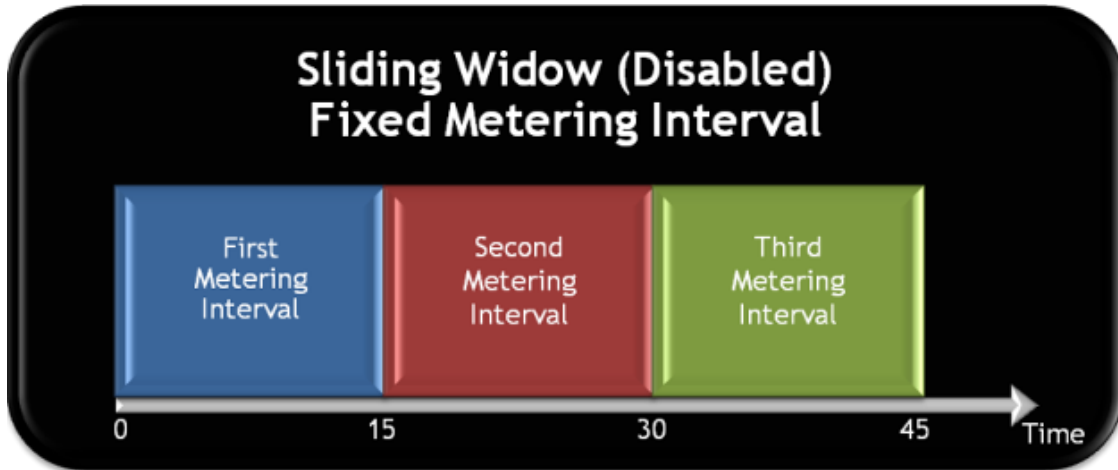 Sliding Widow (Disabled)
Fixed Metering Interval
First
Metering
Interval
Second
Metering
Interval
Third
Metering
Interval
0
15
30
45
Time